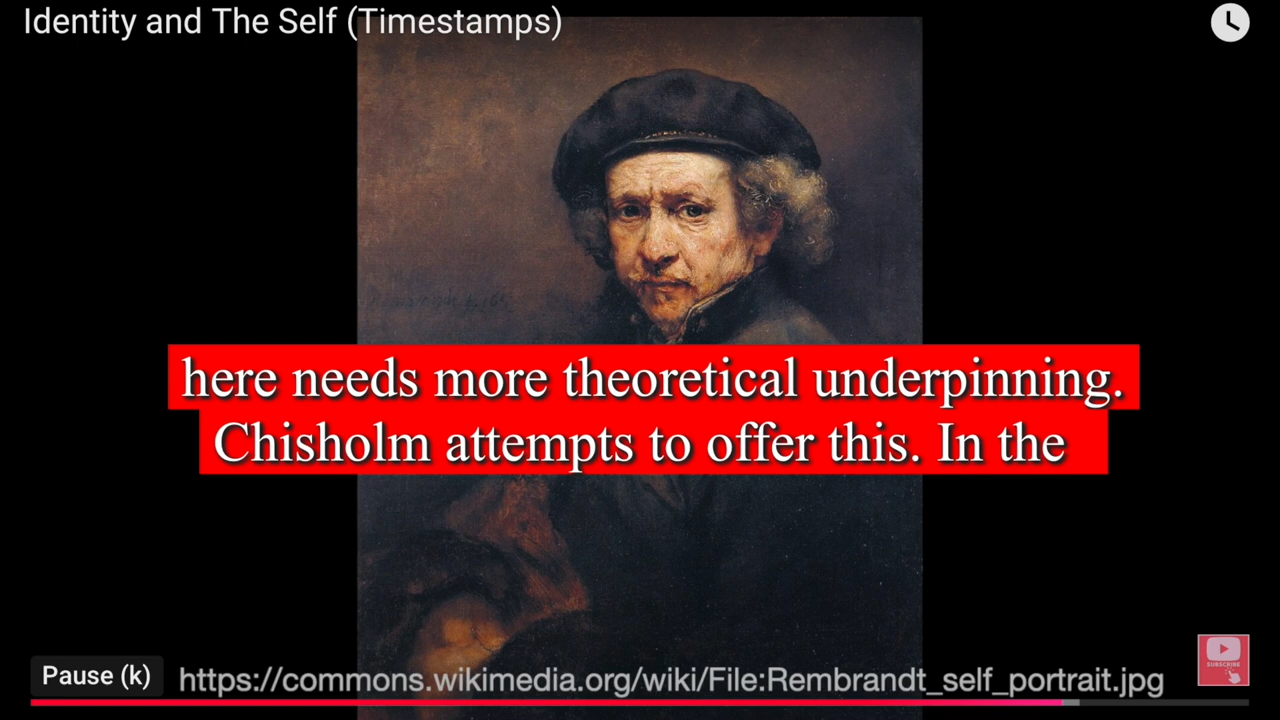 Identity and The Self (Timestamps)
here needs more theoretical underpinning.
Chisholm attempts to offer this. In the
Pause (k)
https://commons.wikimedia.org/wiki/File:Rembrandt_self_portrait.jpg
SUBSCRIBE